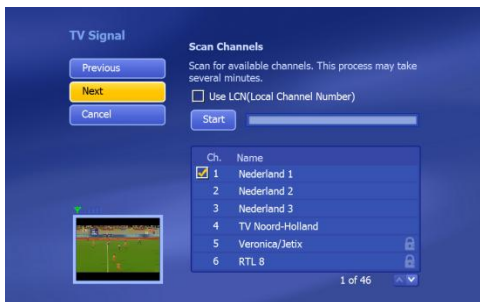 TV Signal
Previous
Next
Cancel
Scan Channels
Scan for available channels. This process may take
several minutes.
Use LCN(Local Channel Number)
Start
Ch. Name
1 Nederland 1
2 Nederland 2
3 Nederland 3
4 TV Noord-Holland
5 Veronica/Jetix
6 RTL 8
1 of 46